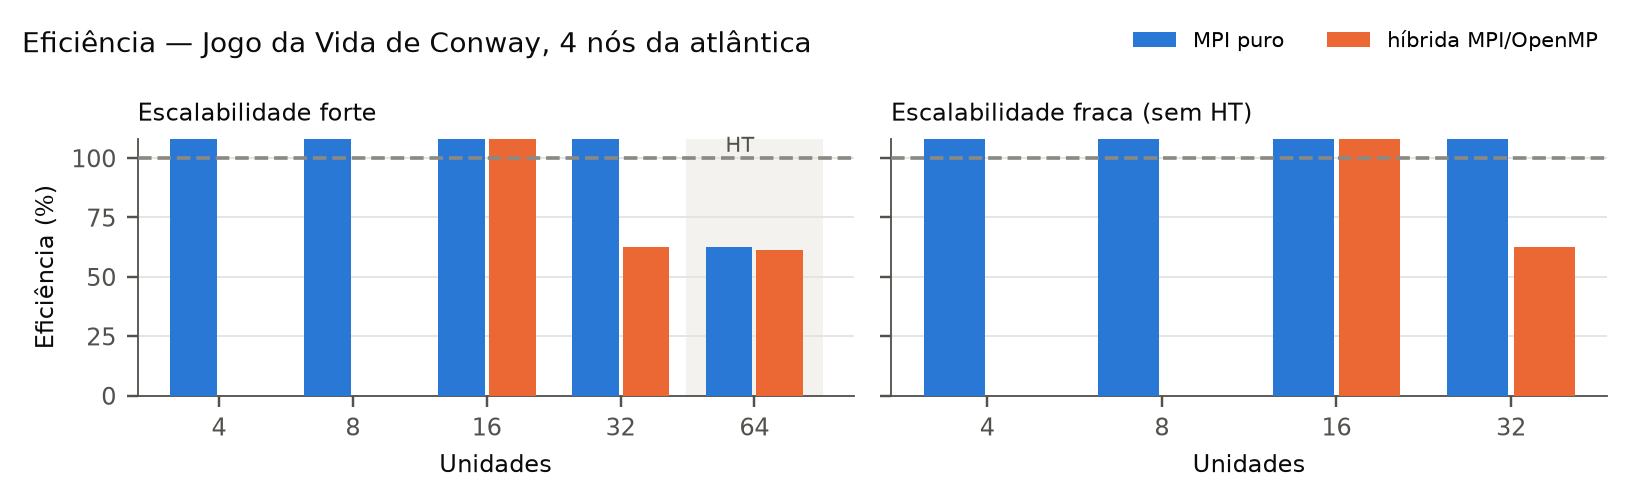 Eficiência — Jogo da Vida de Conway, 4 nós da atlântica
MPI puro
híbrida MPI/OpenMP
Escalabilidade forte
Escalabilidade fraca (sem HT)
HT
Eficiência (%)
100
75
50
25
0
4 8 16 32 64
4 8 16 32
Unidades
Unidades